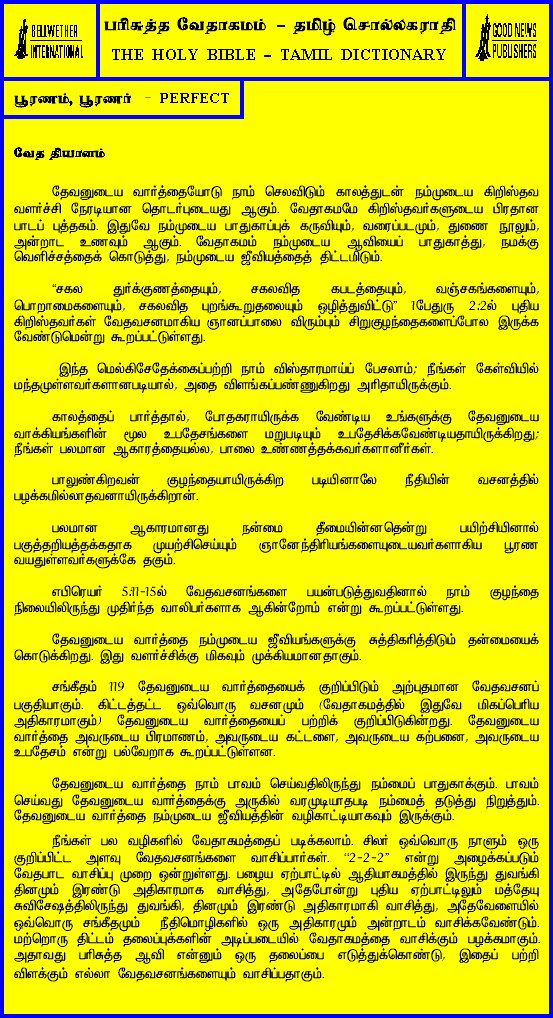 BELLWETHER
INTERNATIONAL
பரிசுத்த வேதாகமம் - தமிழ் சொல்லகராதி
THE HOLY BIBLE - TAMIL DICTIONARY
GOOD NEWS
PUBLISHERS
பூரணம், பூரணர் - PERFECT
வேத தியானம்
தேவனுடைய வார்த்தையோடு நாம் செலவிடும் காலத்துடன் நம்முடைய கிறிஸ்தவ
வளர்ச்சி நேரடியான தொடர்புடையது ஆகும். வேதாகமமே கிறிஸ்தவர்களுடைய பிரதான
பாடப் புத்தகம். இதுவே நம்முடைய பாதுகாப்புக் கருவியும், வரைப்படமும், துணை நூலும்,
அன்றாட உணவும் ஆகும். வேதாகமம் நம்முடைய ஆவியைப் பாதுகாத்து, நமக்கு
வெளிச்சத்தைக் கொடுத்து, நம்முடைய ஜீவியத்தைத் திட்டமிடும்.
“சகல துர்க்குணத்தையும், சகலவித கபடத்தையும், வஞ்சகங்களையும்,
பொறாமைகளையும், சகலவித புறங்கூறுதலையும் ஒழித்துவிட்டு” 1பேதுரு 2:2ல் புதிய
கிறிஸ்தவர்கள் வேதவசனமாகிய ஞானப்பாலை விரும்பும் சிறுகுழந்தைகளைப்போல இருக்க
வேண்டுமென்று கூறப்பட்டுள்ளது.
இந்த மெல்கிசேதேக்கைப்பற்றி நாம் விஸ்தாரமாய்ப் பேசலாம்; நீங்கள் கேள்வியில்
மந்தமுள்ளவர்களானபடியால், அதை விளங்கப்பண்ணுகிறது அரிதாயிருக்கும்.
காலத்தைப் பார்த்தால், போதகராயிருக்க வேண்டிய உங்களுக்கு தேவனுடைய
வாக்கியங்களின் மூல உபதேசங்களை மறுபடியும் உபதேசிக்கவேண்டியதாயிருக்கிறது;
நீங்கள் பலமான ஆகாரத்தையல்ல, பாலை உண்ணத்தக்கவர்களானீர்கள்.
பாலுண்கிறவன் குழந்தையாயிருக்கிற படியினாலே நீதியின் வசனத்தில்
பழக்கமில்லாதவனாயிருக்கிறான்.
பலமான ஆகாரமானது நன்மை தீமையின்னதென்று பயிற்சியினால்
பகுத்தறியத்தக்கதாக முயற்சிசெய்யும் ஞானேந்திரியங்களையுடையவர்களாகிய பூரண
வயதுள்ளவர்களுக்கே தகும்.
எபிரெயர் 5:11-15ல் வேதவசனங்களை பயன்படுத்துவதினால் நாம் குழந்தை
நிலையிலிருந்து முதிர்ந்த வாலிபர்களாக ஆகின்றோம் என்று கூறப்பட்டுள்ளது.
தேவனுடைய வார்த்தை நம்முடைய ஜீவியங்களுக்கு சுத்திகரித்திடும் தன்மையைக்
கொடுக்கிறது. இது வளர்ச்சிக்கு மிகவும் முக்கியமானதாகும்.
சங்கீதம் 119 தேவனுடைய வார்த்தையைக் குறிப்பிடும் அற்புதமான வேதவசனப்
பகுதியாகும். கிட்டத்தட்ட ஒவ்வொரு வசனமும் (வேதாகமத்தில் இதுவே மிகப்பெரிய
அதிகாரமாகும்) தேவனுடைய வார்த்தையைப் பற்றிக் குறிப்பிடுகின்றது. தேவனுடைய
வார்த்தை அவருடைய பிரமாணம், அவருடைய கட்டளை, அவருடைய கற்பனை, அவருடைய
உபதேசம் என்று பல்வேறாக கூறப்பட்டுள்ளன.
தேவனுடைய வார்த்தை நாம் பாவம் செய்வதிலிருந்து நம்மைப் பாதுகாக்கும். பாவம்
செய்வது தேவனுடைய வார்த்தைக்கு அருகில் வரமுடியாதபடி நம்மைத் தடுத்து நிறுத்தும்.
தேவனுடைய வார்த்தை நம்முடைய ஜீவியத்தின் வழிகாட்டியாகவும் இருக்கும்.
நீங்கள் பல வழிகளில் வேதாகமத்தைப் படிக்கலாம். சிலர் ஒவ்வொரு நாளும் ஒரு
குறிப்பிட்ட அளவு வேதவசனங்களை வாசிப்பார்கள். “2-2-2” என்று அழைக்கப்படும்
வேதபாட வாசிப்பு முறை ஒன்றுள்ளது. பழைய ஏற்பாட்டில் ஆதியாகமத்தில் இருந்து துவங்கி
தினமும் இரண்டு அதிகாரமாக வாசித்து, அதேபோன்று புதிய ஏற்பாட்டிலும் மத்தேயு
சுவிசேஷத்திலிருந்து துவங்கி, தினமும் இரண்டு அதிகாரமாகி வாசித்து, அதேவேளையில்
ஒவ்வொரு சங்கீதமும் நீதிமொழிகளில் ஒரு அதிகாரமும் அன்றாடம் வாசிக்கவேண்டும்.
மற்றொரு திட்டம் தலைப்புக்களின் அடிப்படையில் வேதாகமத்தை வாசிக்கும் பழக்கமாகும்.
அதாவது பரிசுத்த ஆவி என்னும் ஒரு தலைப்பை எடுத்துக்கொண்டு, இதைப் பற்றி
விளக்கும் எல்லா வேதவசனங்களையும் வாசிப்பதாகும்.